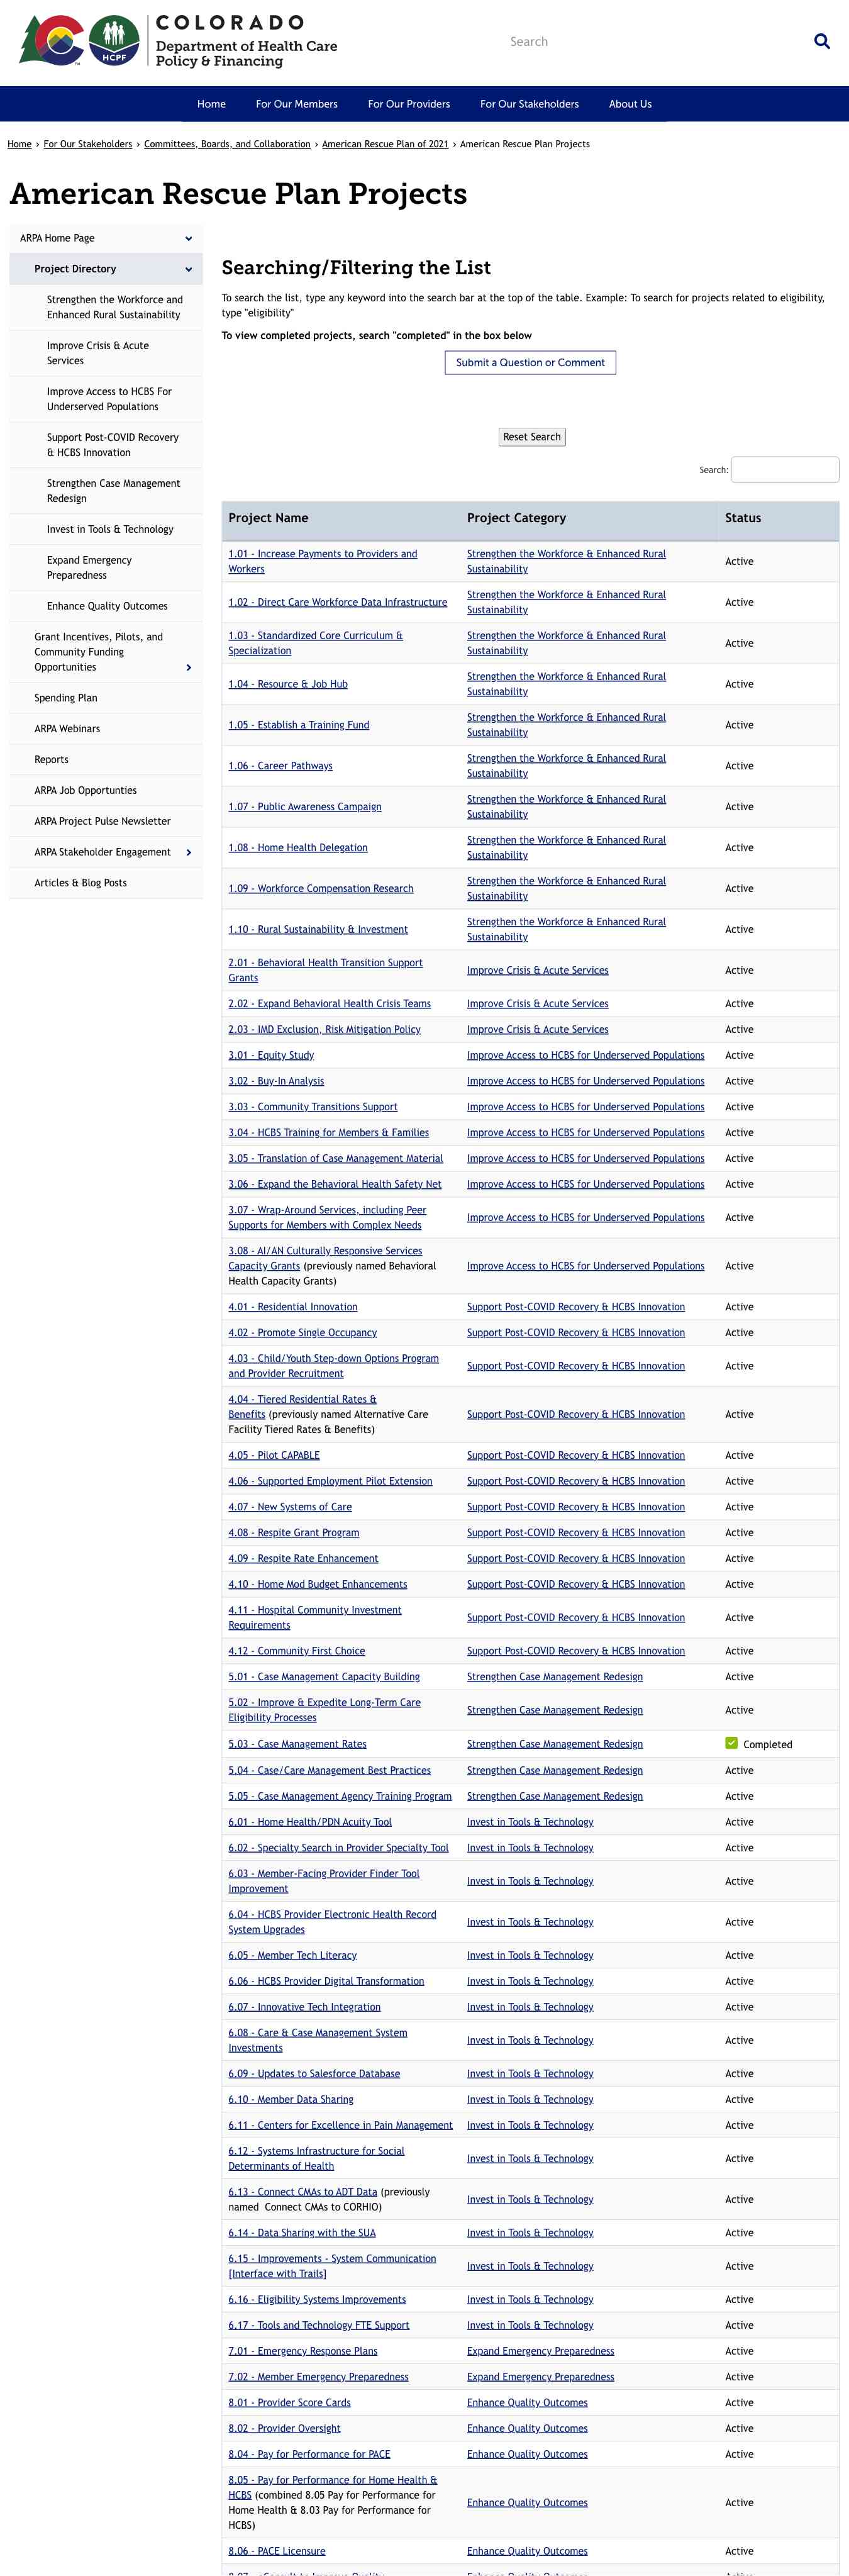 COLORADO
Department of Health Care
Policy & Financing
HCPF
TM
Search
Home
For Our Members
For Our Providers
For Our Stakeholders
About Us
Home › For Our Stakeholders › Committees, Boards, and Collaboration › American Rescue Plan of 2021 › American Rescue Plan Projects
American Rescue Plan Projects
ARPA Home Page
Project Directory
Strengthen the Workforce and
Enhanced Rural Sustainability
Improve Crisis & Acute
Services
Improve Access to HCBS For
Underserved Populations
Support Post-COVID Recovery
& HCBS Innovation
Strengthen Case Management
Redesign
Invest in Tools & Technology
Expand Emergency
Preparedness
Enhance Quality Outcomes
Grant Incentives, Pilots, and
Community Funding
Opportunities
Spending Plan
ARPA Webinars
Reports
ARPA Job Opportunties
ARPA Project Pulse Newsletter
ARPA Stakeholder Engagement
Articles & Blog Posts
Searching/Filtering the List
To search the list, type any keyword into the search bar at the top of the table. Example: To search for projects related to eligibility,
type "eligibility"
To view completed projects, search "completed" in the box below
Submit a Question or Comment
Reset Search
Search:
Project Name Project Category Status
1.01 - Increase Payments to Providers and
Workers
Strengthen the Workforce & Enhanced Rural
Sustainability
Active
1.02 - Direct Care Workforce Data Infrastructure
Strengthen the Workforce & Enhanced Rural
Sustainability
Active
1.03 - Standardized Core Curriculum &
Specialization
Strengthen the Workforce & Enhanced Rural
Sustainability
Active
1.04 - Resource & Job Hub
Strengthen the Workforce & Enhanced Rural
Sustainability
Active
1.05 - Establish a Training Fund
Strengthen the Workforce & Enhanced Rural
Sustainability
Active
1.06 - Career Pathways
Strengthen the Workforce & Enhanced Rural
Sustainability
Active
1.07 - Public Awareness Campaign
Strengthen the Workforce & Enhanced Rural
Sustainability
Active
1.08 - Home Health Delegation
Strengthen the Workforce & Enhanced Rural
Sustainability
Active
1.09 - Workforce Compensation Research
Strengthen the Workforce & Enhanced Rural
Sustainability
Active
1.10 - Rural Sustainability & Investment
Strengthen the Workforce & Enhanced Rural
Sustainability
Active
2.01 - Behavioral Health Transition Support
Grants
Improve Crisis & Acute Services
Active
2.02 - Expand Behavioral Health Crisis Teams Improve Crisis & Acute Services Active
2.03 - IMD Exclusion, Risk Mitigation Policy Improve Crisis & Acute Services Active
3.01 - Equity Study Improve Access to HCBS for Underserved Populations Active
3.02 - Buy-In Analysis Improve Access to HCBS for Underserved Populations Active
3.03 - Community Transitions Support Improve Access to HCBS for Underserved Populations Active
3.04 - HCBS Training for Members & Families Improve Access to HCBS for Underserved Populations Active
3.05 - Translation of Case Management Material Improve Access to HCBS for Underserved Populations Active
3.06 - Expand the Behavioral Health Safety Net Improve Access to HCBS for Underserved Populations Active
3.07 - Wrap-Around Services, including Peer
Supports for Members with Complex Needs
Improve Access to HCBS for Underserved Populations
Active
3.08 - AI/AN Culturally Responsive Services
Capacity Grants (previously named Behavioral
Health Capacity Grants)
Improve Access to HCBS for Underserved Populations
Active
4.01 - Residential Innovation Support Post-COVID Recovery & HCBS Innovation Active
4.02 - Promote Single Occupancy Support Post-COVID Recovery & HCBS Innovation Active
4.03 - Child/Youth Step-down Options Program
and Provider Recruitment
Support Post-COVID Recovery & HCBS Innovation
Active
4.04 - Tiered Residential Rates &
Benefits (previously named Alternative Care
Facility Tiered Rates & Benefits)
Support Post-COVID Recovery & HCBS Innovation
Active
4.05 - Pilot CAPABLE Support Post-COVID Recovery & HCBS Innovation Active
4.06 - Supported Employment Pilot Extension Support Post-COVID Recovery & HCBS Innovation Active
4.07 - New Systems of Care Support Post-COVID Recovery & HCBS Innovation Active
4.08 - Respite Grant Program Support Post-COVID Recovery & HCBS Innovation Active
4.09 - Respite Rate Enhancement Support Post-COVID Recovery & HCBS Innovation Active
4.10 - Home Mod Budget Enhancements Support Post-COVID Recovery & HCBS Innovation Active
4.11 - Hospital Community Investment
Requirements
Support Post-COVID Recovery & HCBS Innovation
Active
4.12 - Community First Choice Support Post-COVID Recovery & HCBS Innovation Active
5.01 - Case Management Capacity Building Strengthen Case Management Redesign Active
5.02 - Improve & Expedite Long-Term Care
Eligibility Processes
Strengthen Case Management Redesign
Active
5.03 - Case Management Rates Strengthen Case Management Redesign Completed
5.04 - Case/Care Management Best Practices Strengthen Case Management Redesign Active
5.05 - Case Management Agency Training Program Strengthen Case Management Redesign Active
6.01 - Home Health/PDN Acuity Tool Invest in Tools & Technology Active
6.02 - Specialty Search in Provider Specialty Tool Invest in Tools & Technology Active
6.03 - Member-Facing Provider Finder Tool
Improvement
Invest in Tools & Technology
Active
6.04 - HCBS Provider Electronic Health Record
System Upgrades
Invest in Tools & Technology
Active
6.05 - Member Tech Literacy Invest in Tools & Technology Active
6.06 - HCBS Provider Digital Transformation Invest in Tools & Technology Active
6.07 - Innovative Tech Integration Invest in Tools & Technology Active
6.08 - Care & Case Management System
Investments
Invest in Tools & Technology
Active
6.09 - Updates to Salesforce Database Invest in Tools & Technology Active
6.10 - Member Data Sharing Invest in Tools & Technology Active
6.11 - Centers for Excellence in Pain Management Invest in Tools & Technology Active
6.12 - Systems Infrastructure for Social
Determinants of Health
Invest in Tools & Technology
Active
6.13 - Connect CMAs to ADT Data (previously
named Connect CMAs to CORHIO)
Invest in Tools & Technology
Active
6.14 - Data Sharing with the SUA Invest in Tools & Technology Active
6.15 - Improvements - System Communication
[Interface with Trails]
Invest in Tools & Technology
Active
6.16 - Eligibility Systems Improvements Invest in Tools & Technology Active
6.17 - Tools and Technology FTE Support Invest in Tools & Technology Active
7.01 - Emergency Response Plans Expand Emergency Preparedness Active
7.02 - Member Emergency Preparedness Expand Emergency Preparedness Active
8.01 - Provider Score Cards Enhance Quality Outcomes Active
8.02 - Provider Oversight Enhance Quality Outcomes Active
8.04 - Pay for Performance for PACE Enhance Quality Outcomes Active
8.05 - Pay for Performance for Home Health &
HCBS (combined 8.05 Pay for Performance for
Home Health & 8.03 Pay for Performance for
HCBS)
Enhance Quality Outcomes
Active
8.06 - PACE Licensure Enhance Quality Outcomes Active